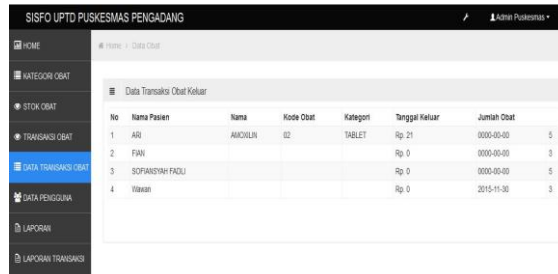 SISFO UPTD PUSKESMAS PENGADANG
Admin Puskesmas
HOME
Home / Data Obat
KATEGORI OBAT
STOK OBAT
TRANSAKSI OBAT
DATA TRANSAKSI OBAT
DATA PENGGUNA
LAPORAN
LAPORAN TRANSAKSI
Data Transaksi Obat Keluar
No Nama Pasien Nama Kode Obat Kategori Tanggal Keluar Jumlah Obat
1 ARI AMOXILIN 02 TABLET Rp. 21 0000-00-00 5
2 FIAN Rp. 0 0000-00-00 3
3 SOFIANSYAH FADLI Rp. 0 0000-00-00 5
4 Wawan Rp. 0 2015-11-30 3